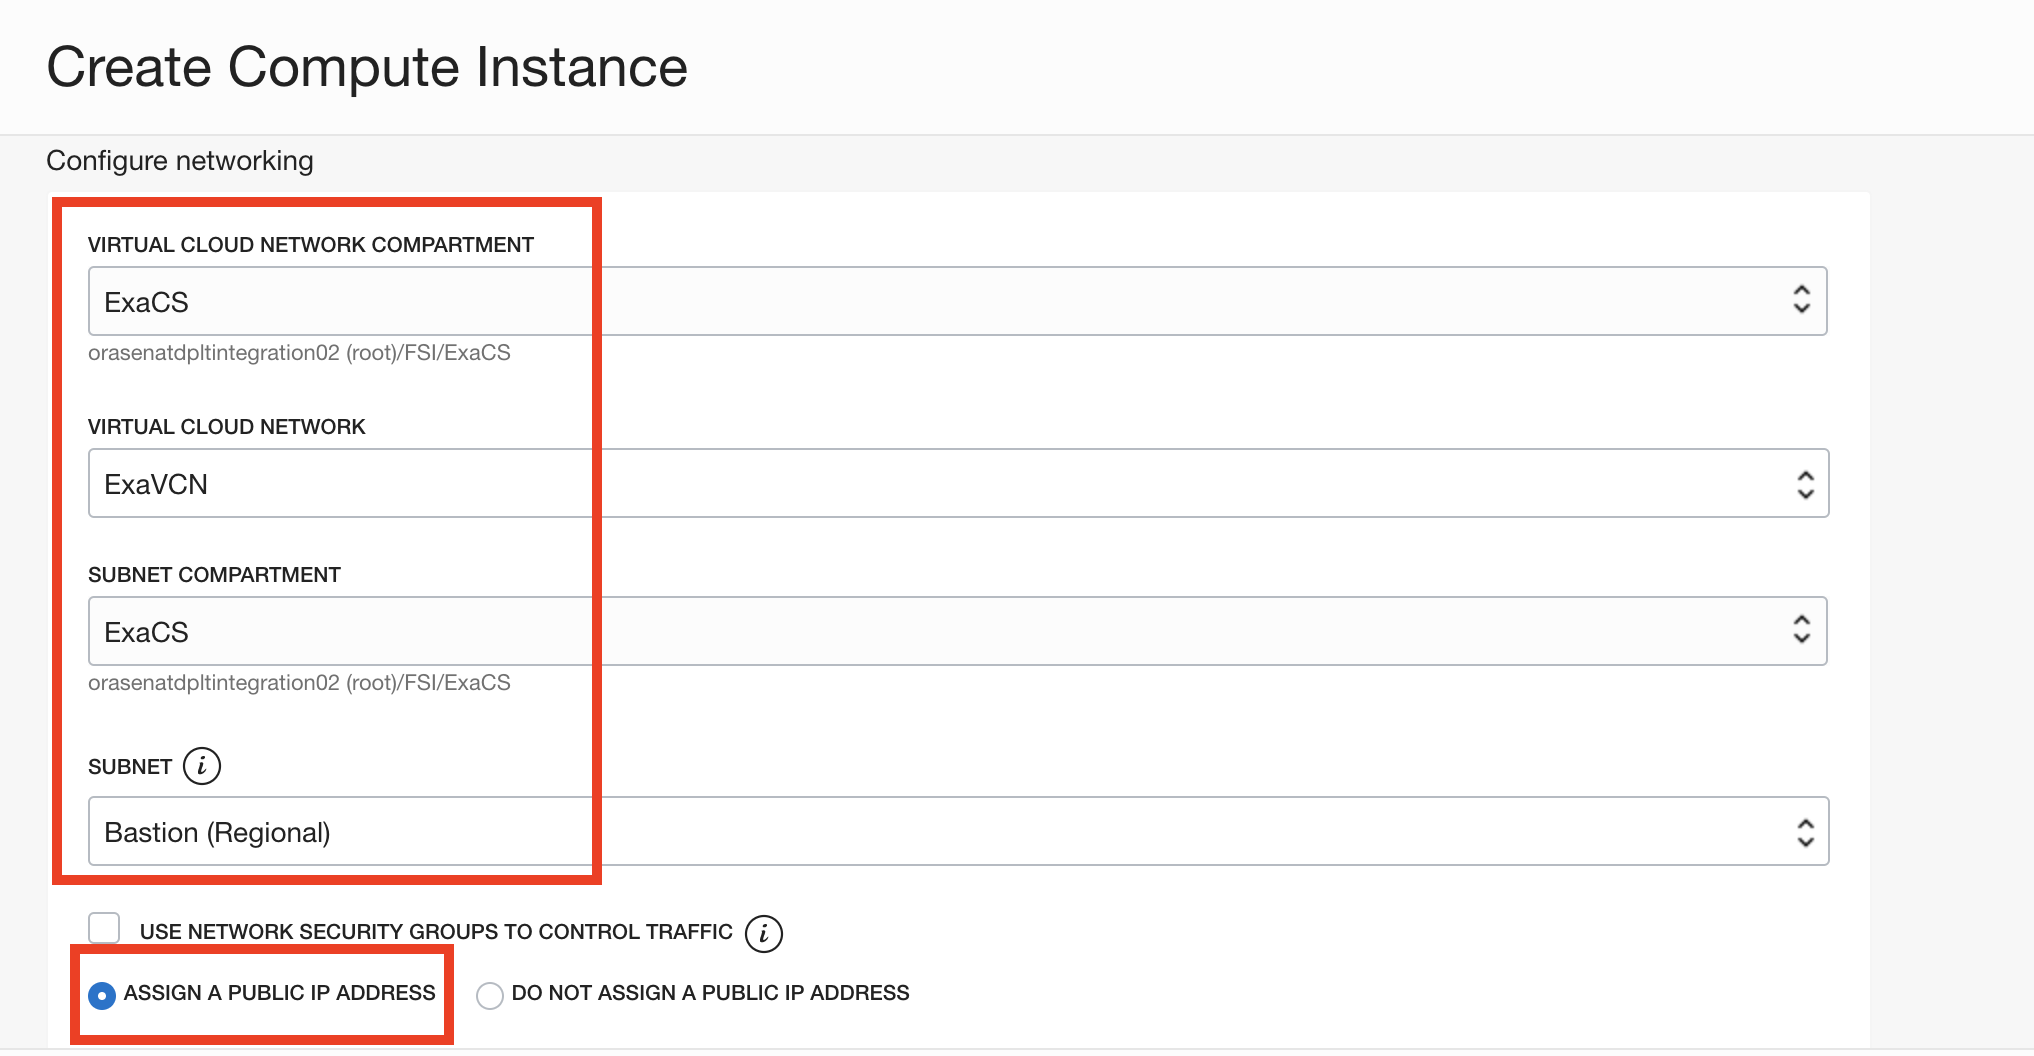 Create Compute Instance
Configure networking
VIRTUAL CLOUD NETWORK COMPARTMENT
ExaCS
orasenatdpltintegration02 (root)/FSI/ExaCS
VIRTUAL CLOUD NETWORK
ExaVCN
SUBNET COMPARTMENT
ExaCS
orasenatdpltintegration02 (root)/FSI/ExaCS
SUBNET i
Bastion (Regional)
USE NETWORK SECURITY GROUPS TO CONTROL TRAFFIC i
ASSIGN A PUBLIC IP ADDRESS DO NOT ASSIGN A PUBLIC IP ADDRESS